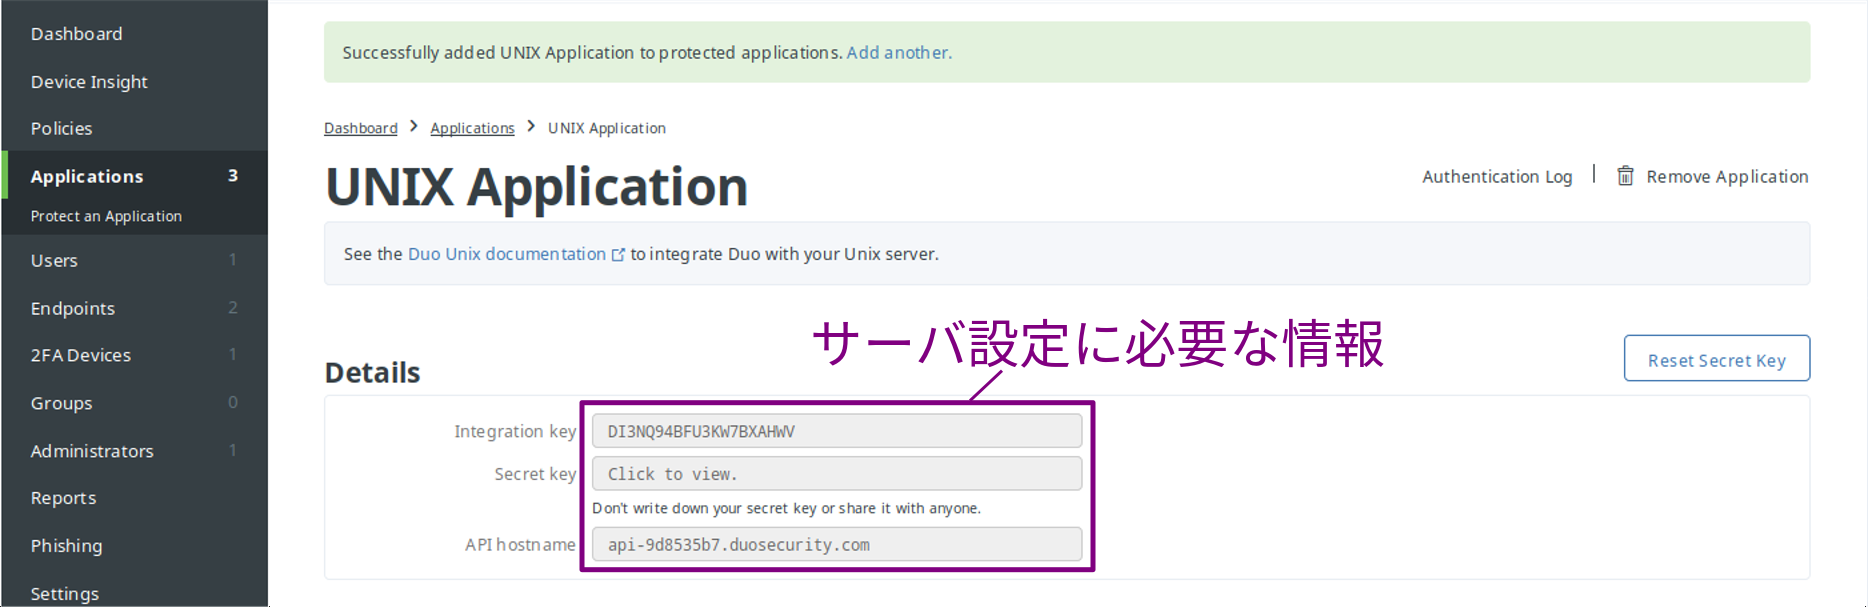 Dashboard
Device Insight
Policies
Applications 3
Protect an Application
Users 1
Endpoints 2
2FA Devices 1
Groups 0
Administrators 1
Reports
Phishing
Settings
Successfully added UNIX Application to protected applications. Add another.
Dashboard > Applications > UNIX Application
UNIX Application
Authentication Log | Remove Application
See the Duo Unix documentation to integrate Duo with your Unix server.
サーバ設定に必要な情報
Details
Reset Secret Key
Integration key DI3NQ94BFU3KW7BXAHWV
Secret key Click to view.
Don't write down your secret key or share it with anyone.
API hostname api-9d8535b7.duosecurity.com